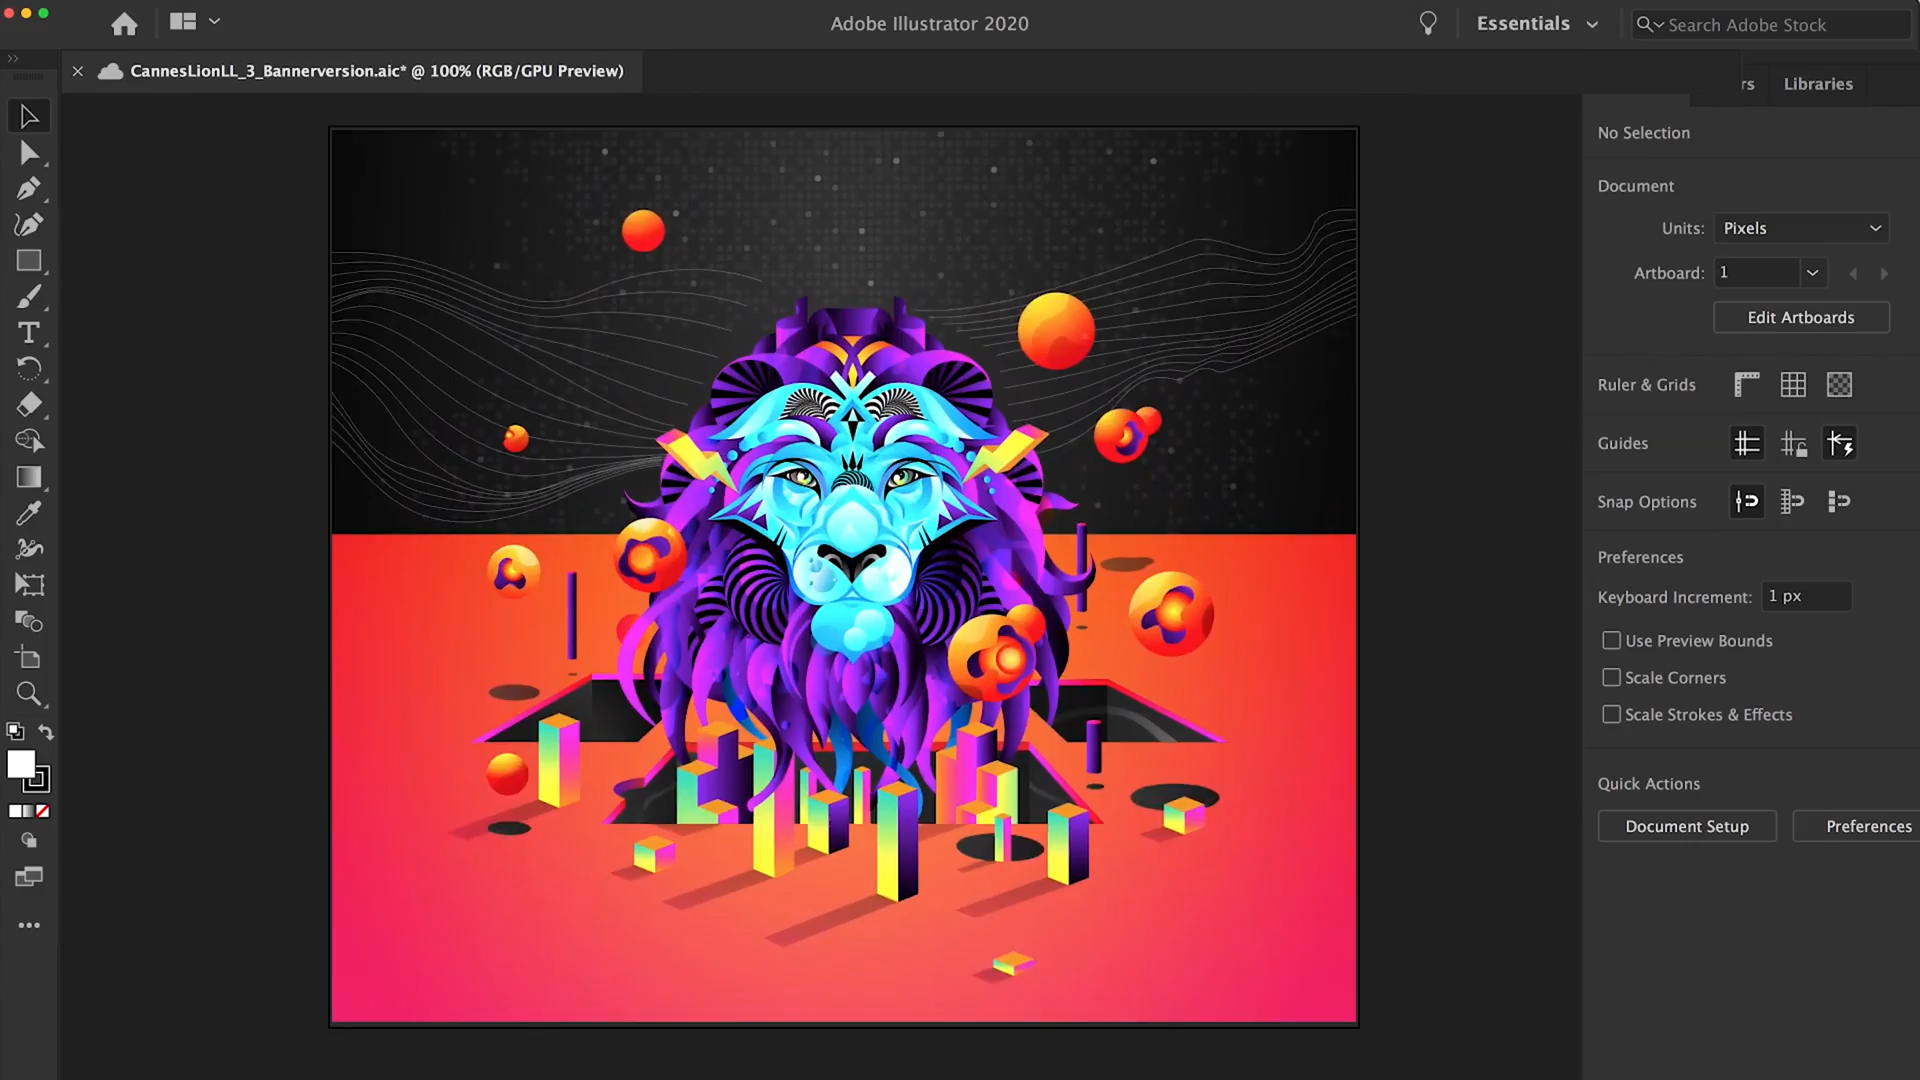 Adobe Illustrator 2020
Essentials
Search Adobe Stock
CannesLionLL_3_Bannerversion.aic* @ 100% (RGB/GPU Preview)
rs
Libraries
No Selection
Document
Units: Pixels
Artboard: 1
Edit Artboards
Ruler & Grids
Guides
Snap Options
Preferences
Keyboard Increment: 1 px
Use Preview Bounds
Scale Corners
Scale Strokes & Effects
Quick Actions
Document Setup
Preferences